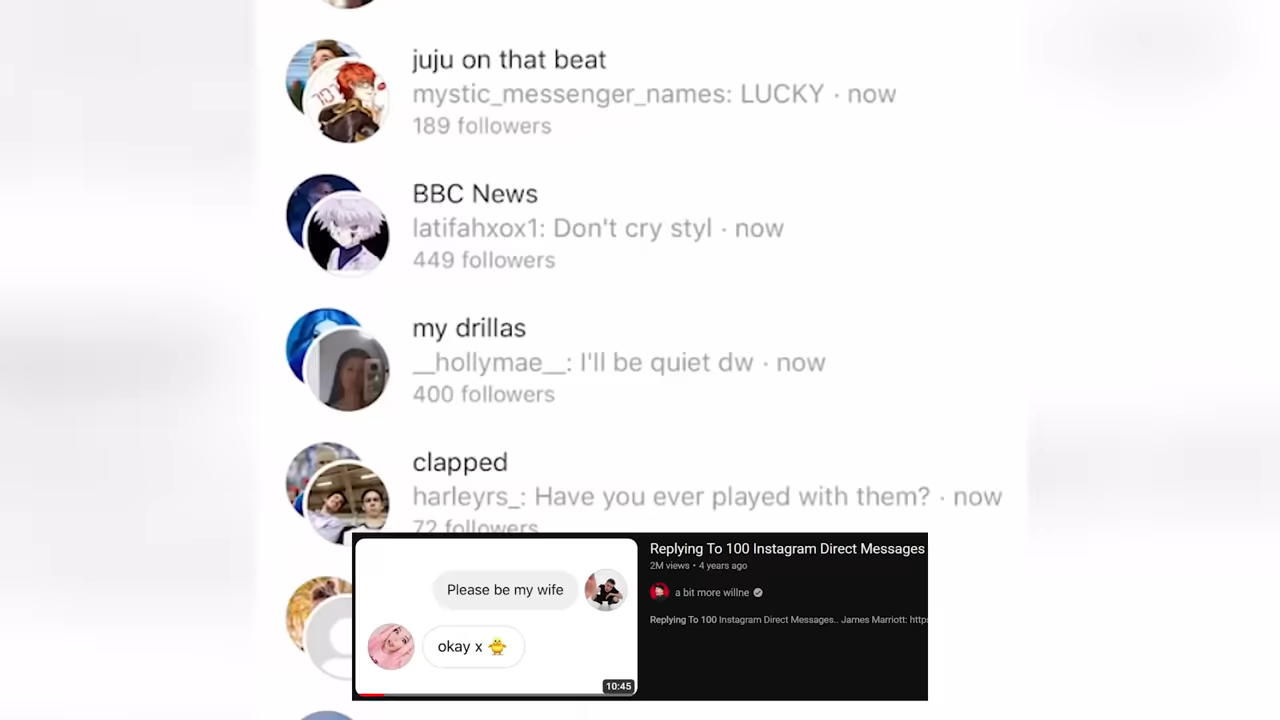 juju on that beat
mystic_messenger_names: LUCKY · now
189 followers
BBC News
latifahxox1: Don't cry styl · now
449 followers
my drillas
__hollymae__: I'll be quiet dw · now
400 followers
clapped
harleyrs_: Have you ever played with them? · now
72 followers
Please be my wife
okay x 🐥
10:45
Replying To 100 Instagram Direct Messages
2M views • 4 years ago
a bit more willne
Replying To 100 Instagram Direct Messages.. James Marriott: http